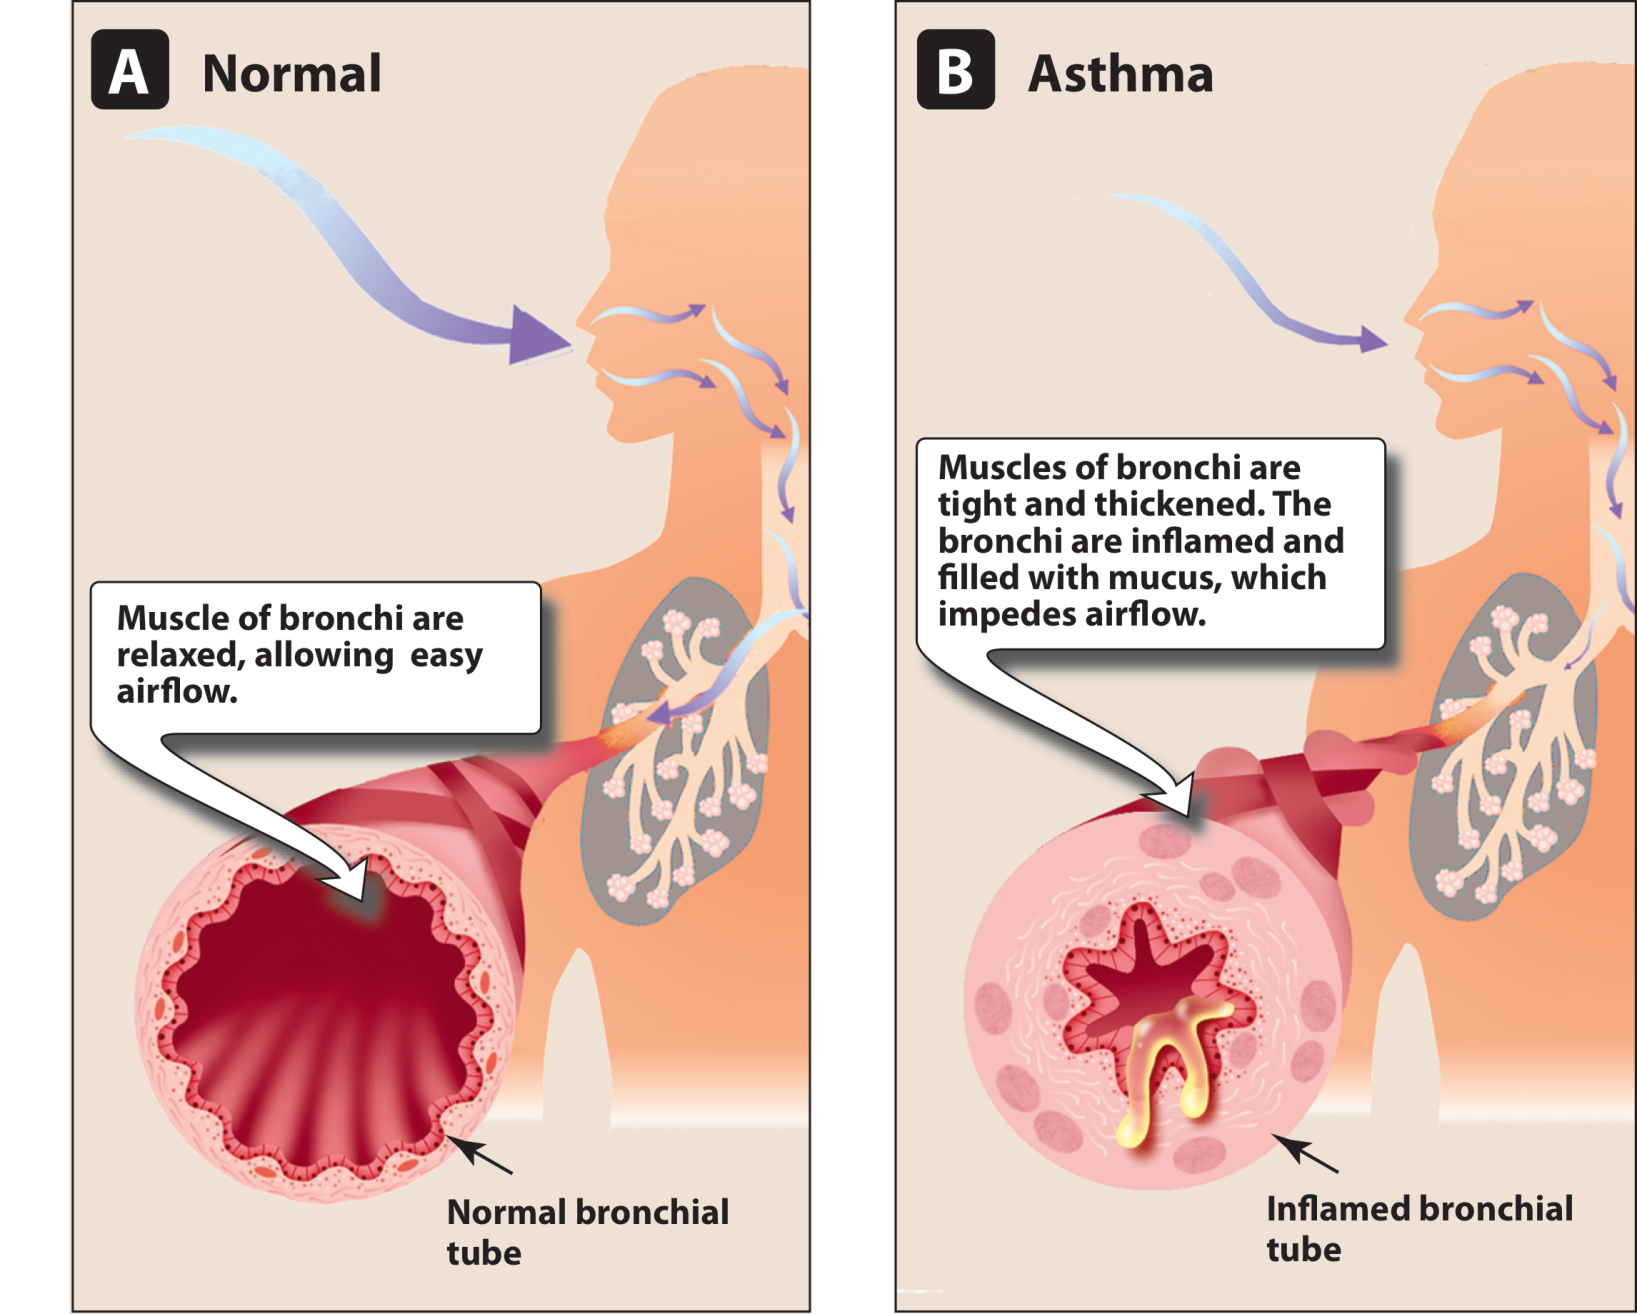 A Normal
Muscle of bronchi are
relaxed, allowing easy
airflow.
Normal bronchial
tube
B Asthma
Muscles of bronchi are
tight and thickened. The
bronchi are inflamed and
filled with mucus, which
impedes airflow.
Inflamed bronchial
tube